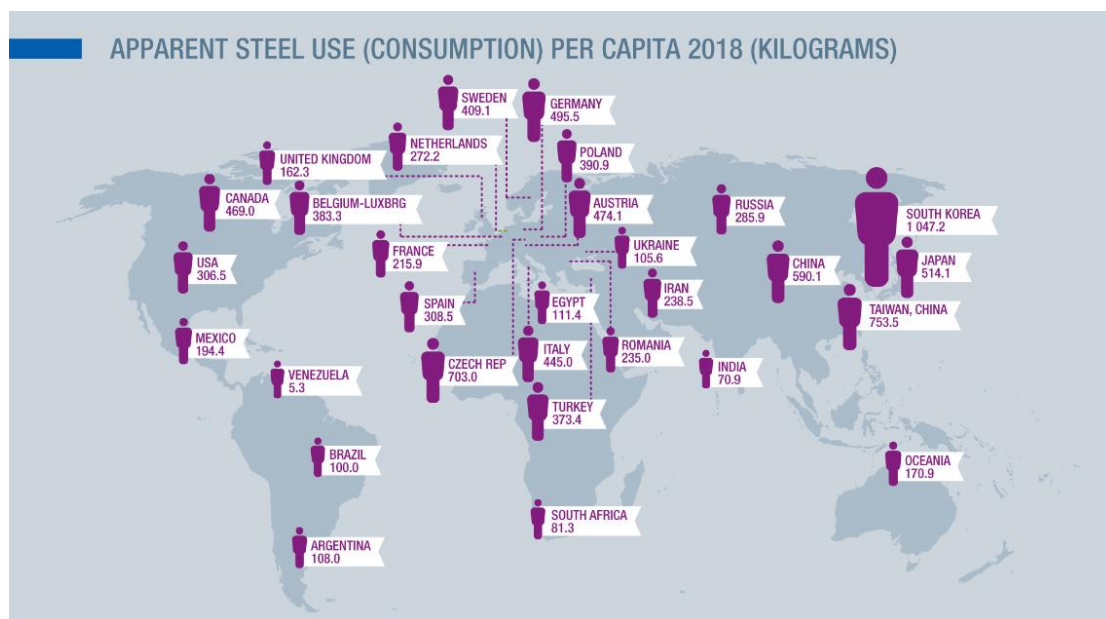 APPARENT STEEL USE (CONSUMPTION) PER CAPITA 2018 (KILOGRAMS)
SWEDEN
409.1
GERMANY
495.5
NETHERLANDS
272.2
POLAND
390.9
UNITED KINGDOM
162.3
CANADA
469.0
BELGIUM-LUXBRG
383.3
AUSTRIA
474.1
RUSSIA
285.9
SOUTH KOREA
1 047.2
FRANCE
215.9
UKRAINE
105.6
USA
306.5
CHINA
590.1
JAPAN
514.1
IRAN
238.5
SPAIN
308.5
EGYPT
111.4
TAIWAN, CHINA
753.5
MEXICO
194.4
CZECH REP
703.0
ITALY
445.0
ROMANIA
235.0
INDIA
70.9
VENEZUELA
5.3
TURKEY
373.4
BRAZIL
100.0
OCEANIA
170.9
SOUTH AFRICA
81.3
ARGENTINA
108.0